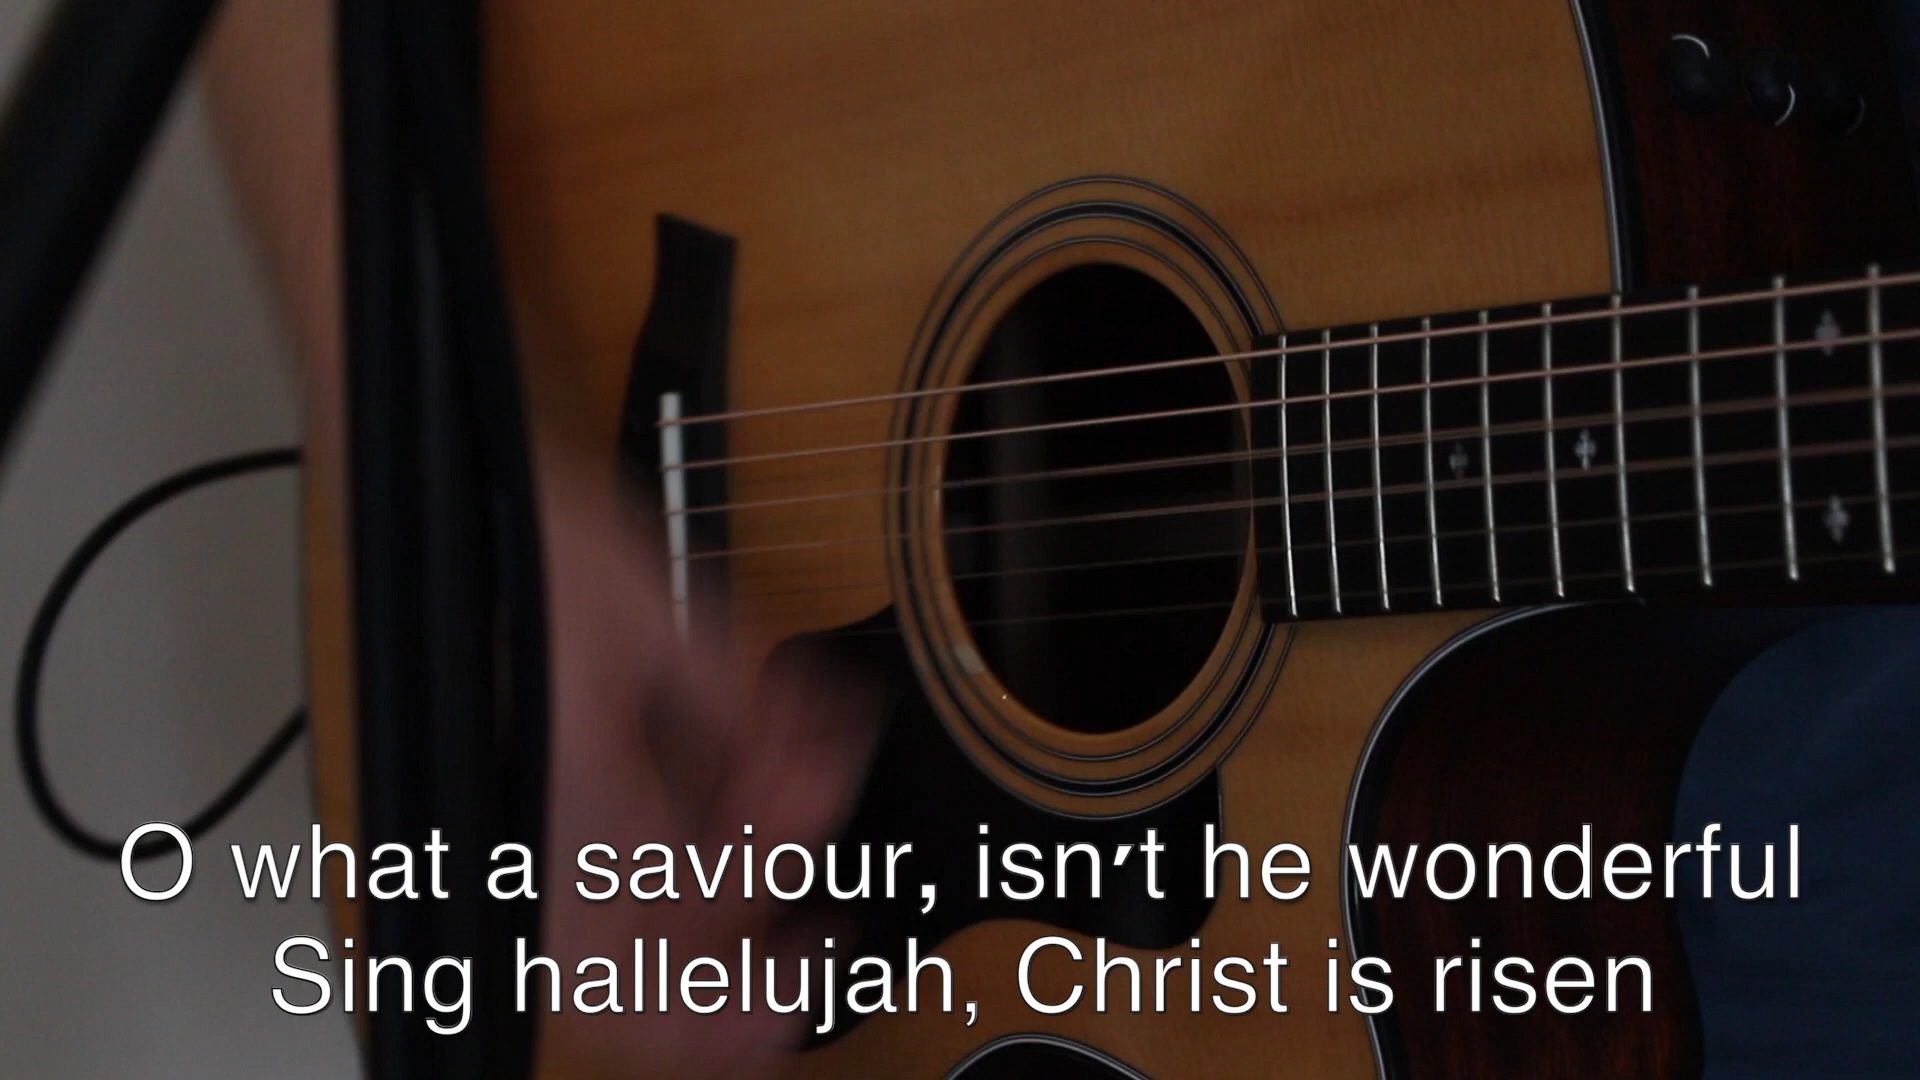 O what a saviour, isn't he wonderful
Sing hallelujah, Christ is risen